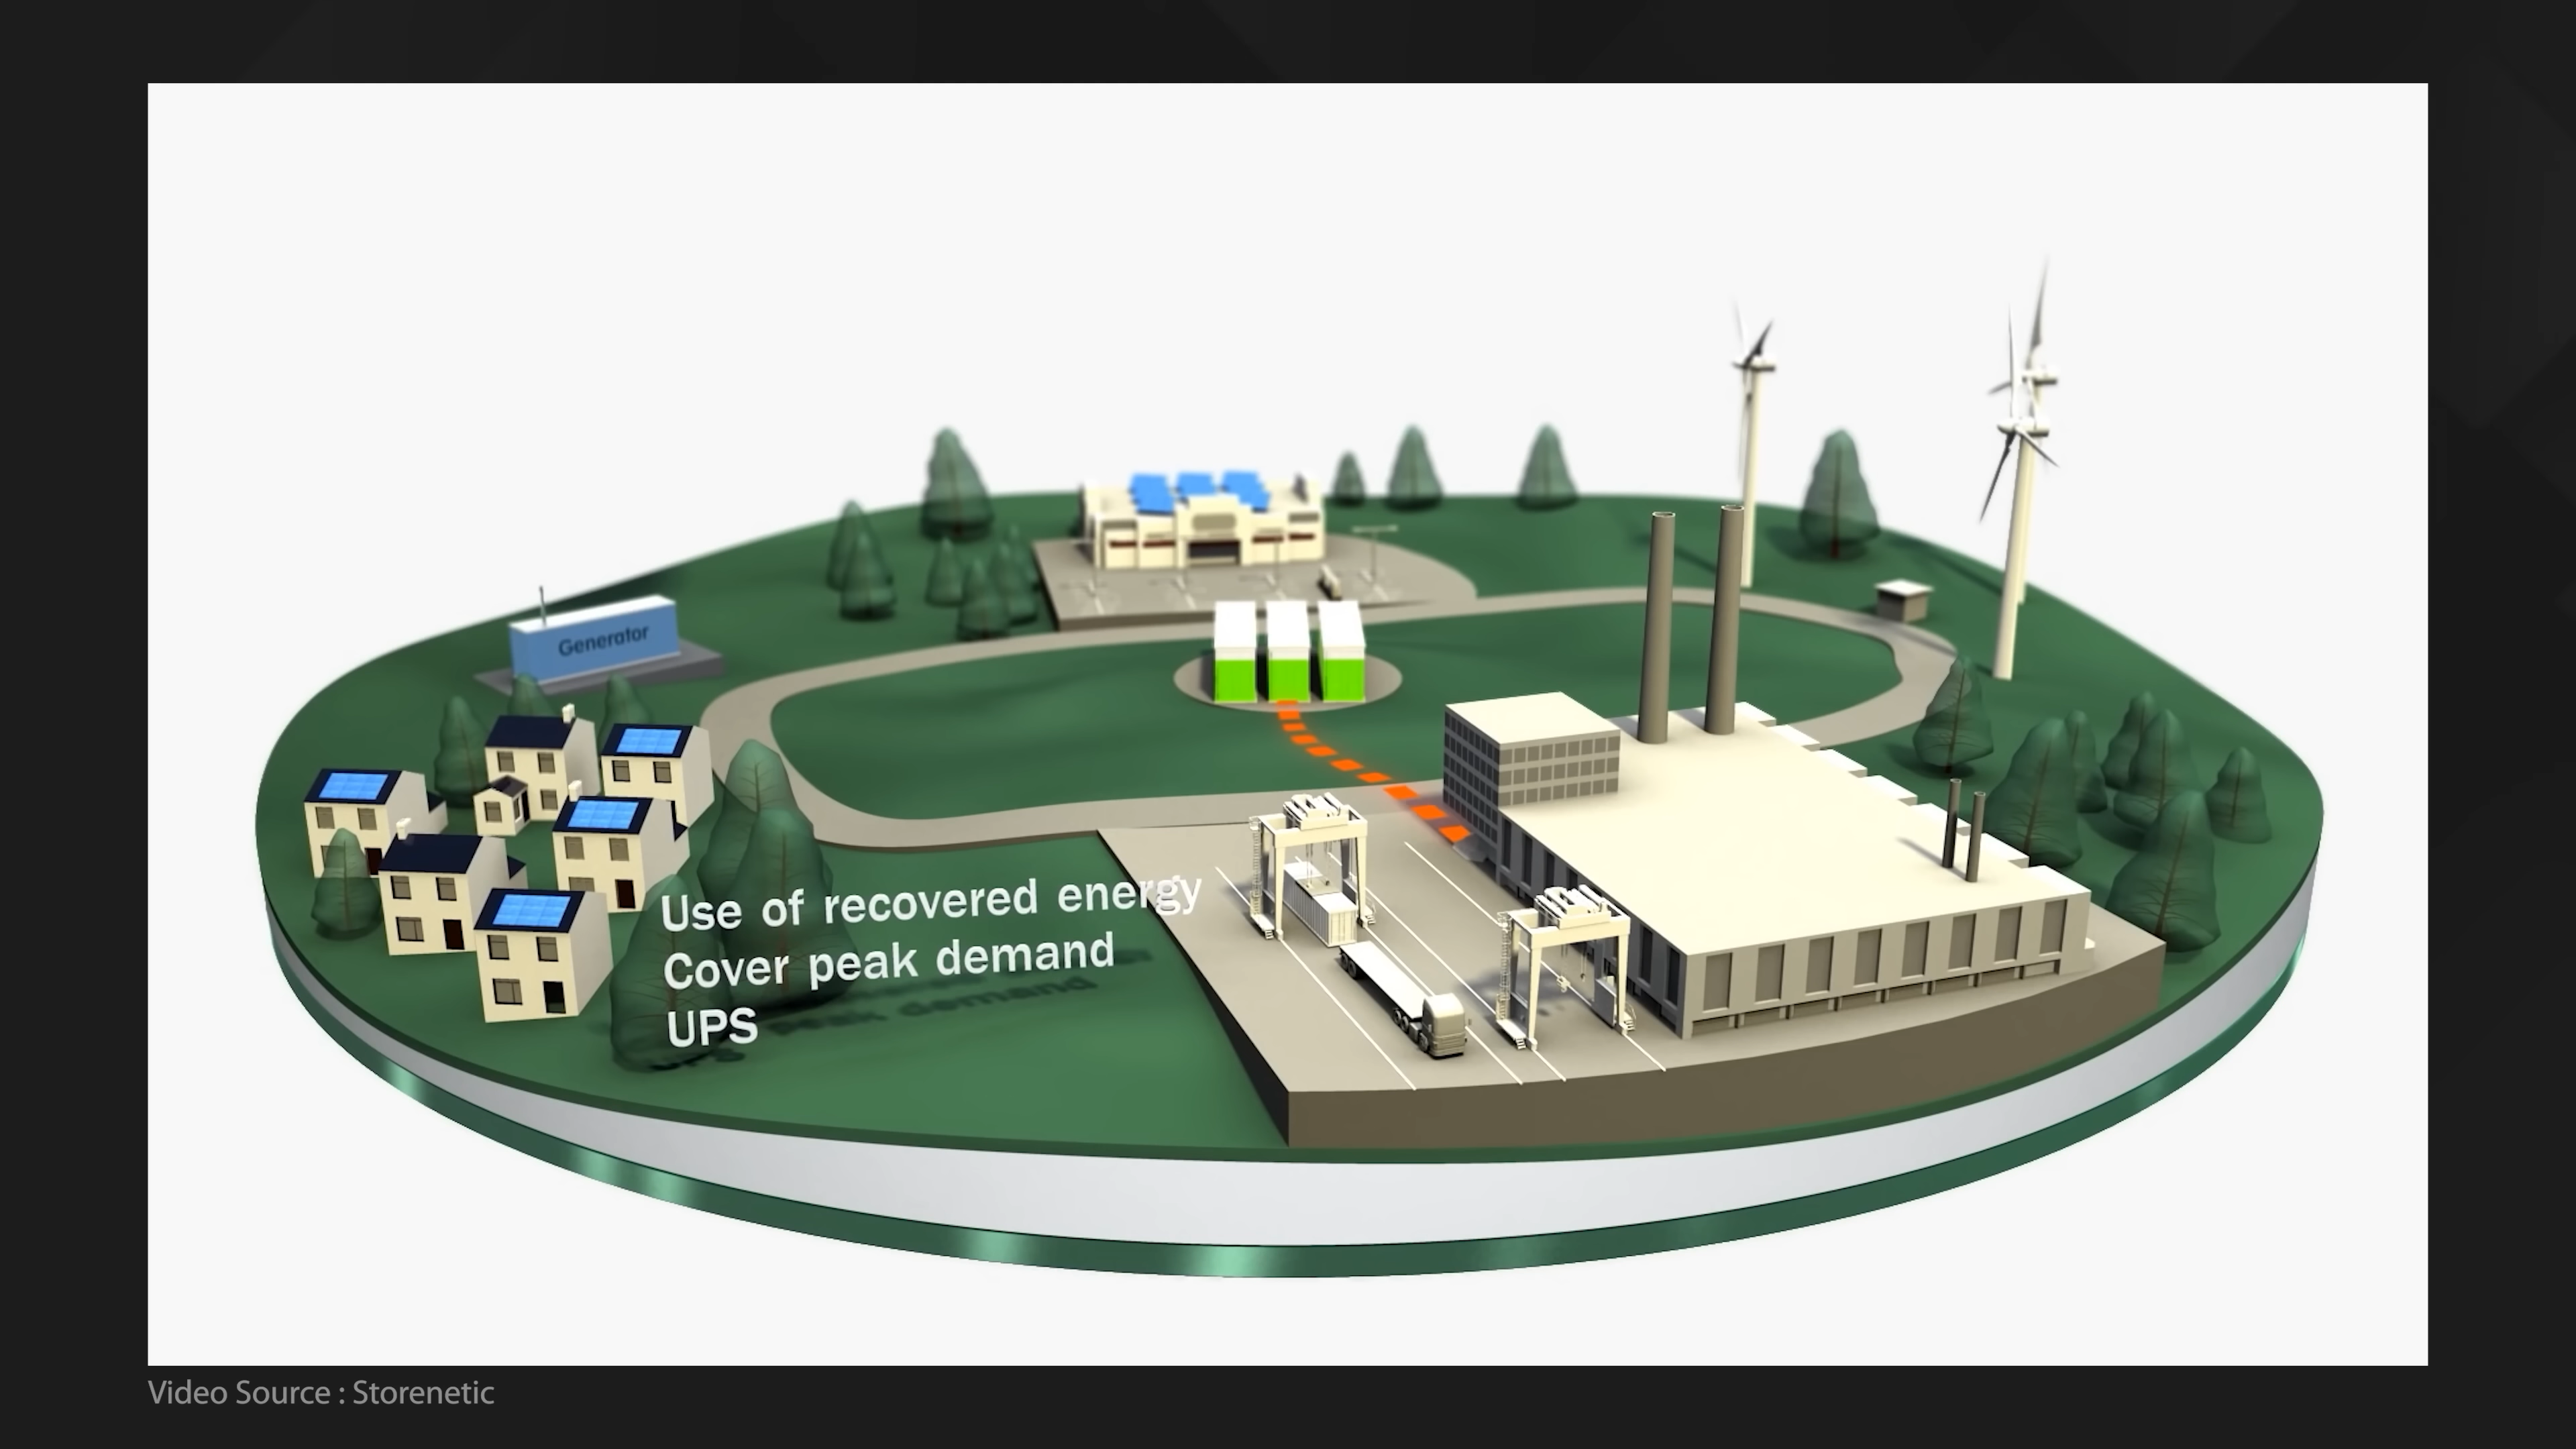 Generator
Use of recovered energy
Cover peak demand
UPS
Video Source : Storenetic